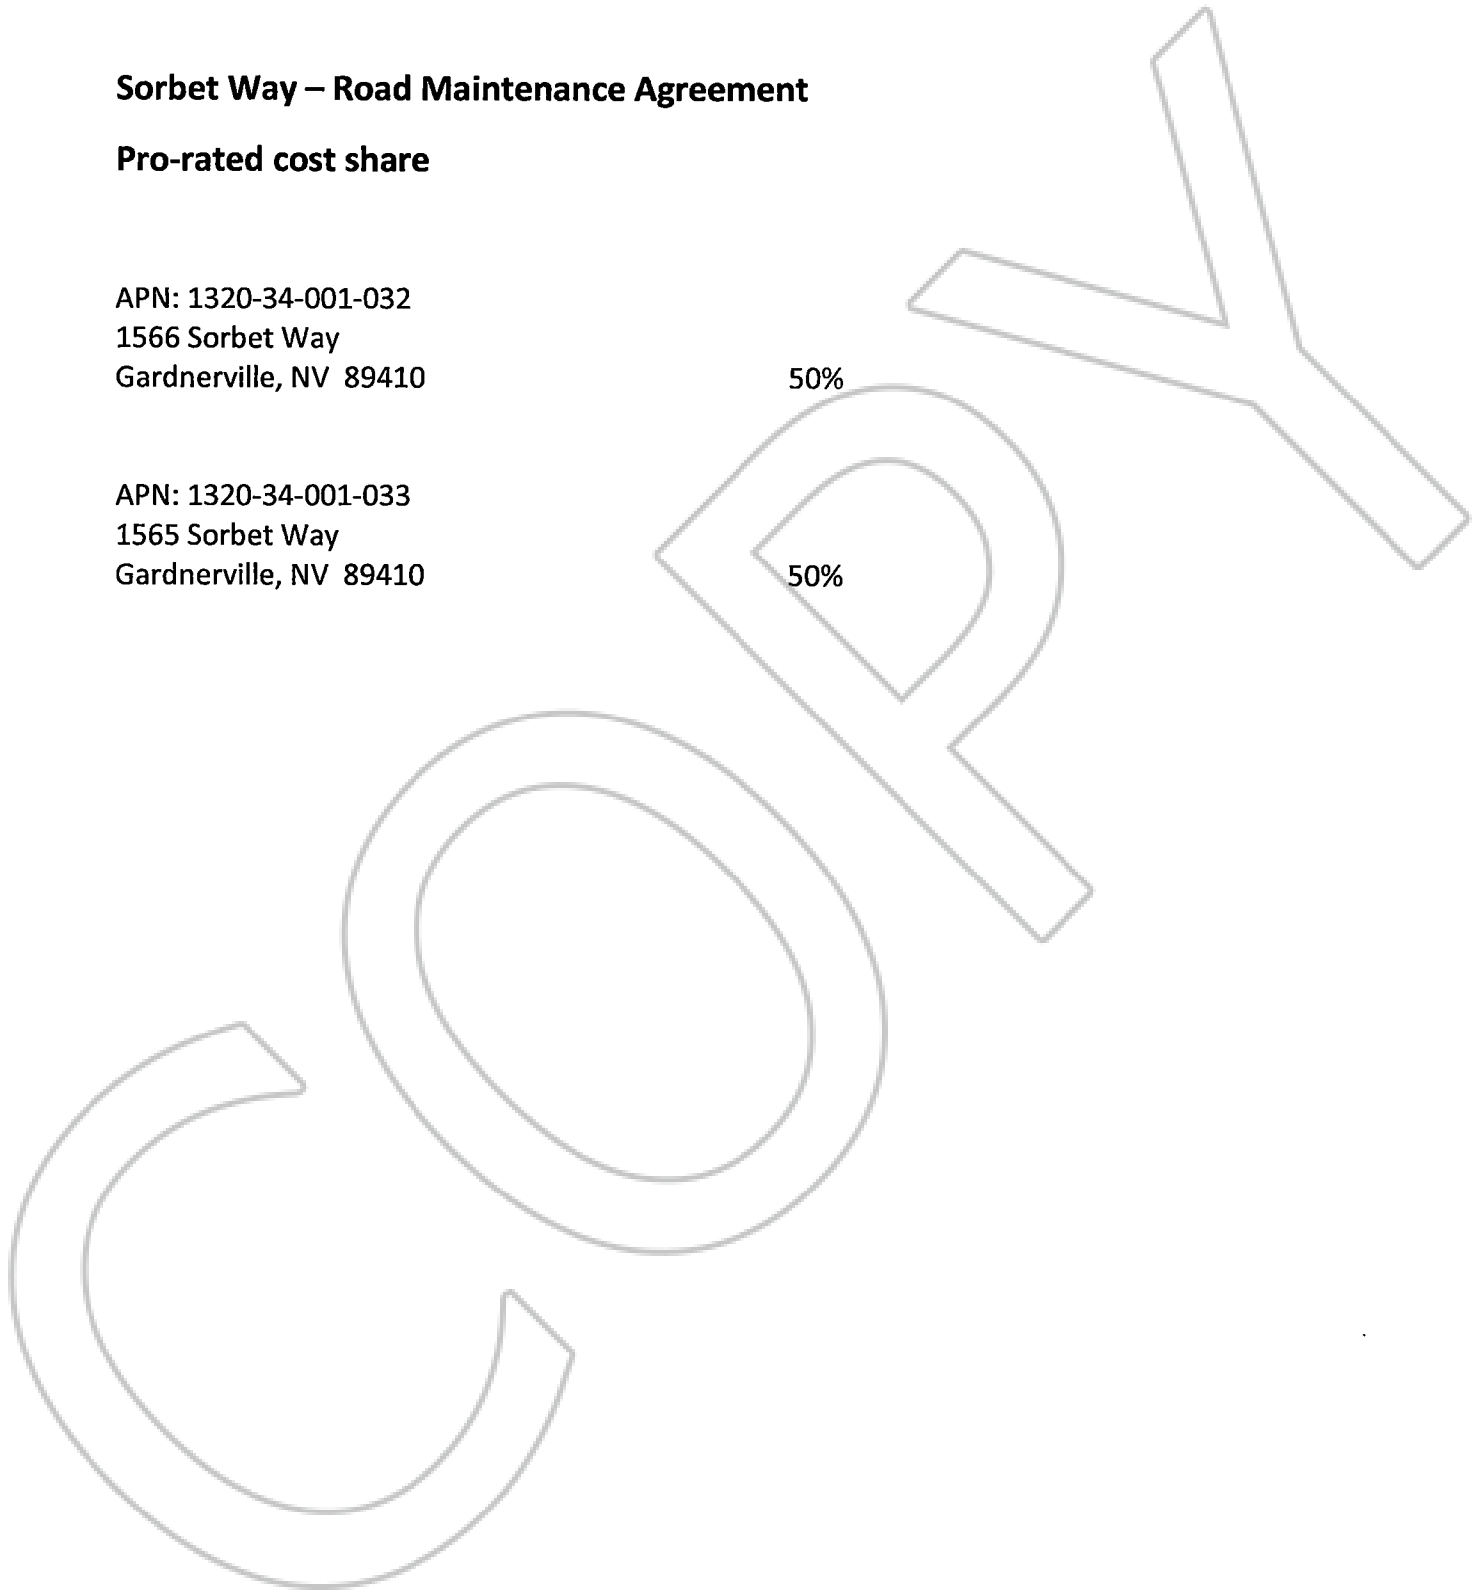 Sorbet Way – Road Maintenance Agreement
Pro-rated cost share
APN: 1320-34-001-032
1566 Sorbet Way
Gardnerville, NV  89410 50%
APN: 1320-34-001-033
1565 Sorbet Way
Gardnerville, NV  89410 50%
COPY